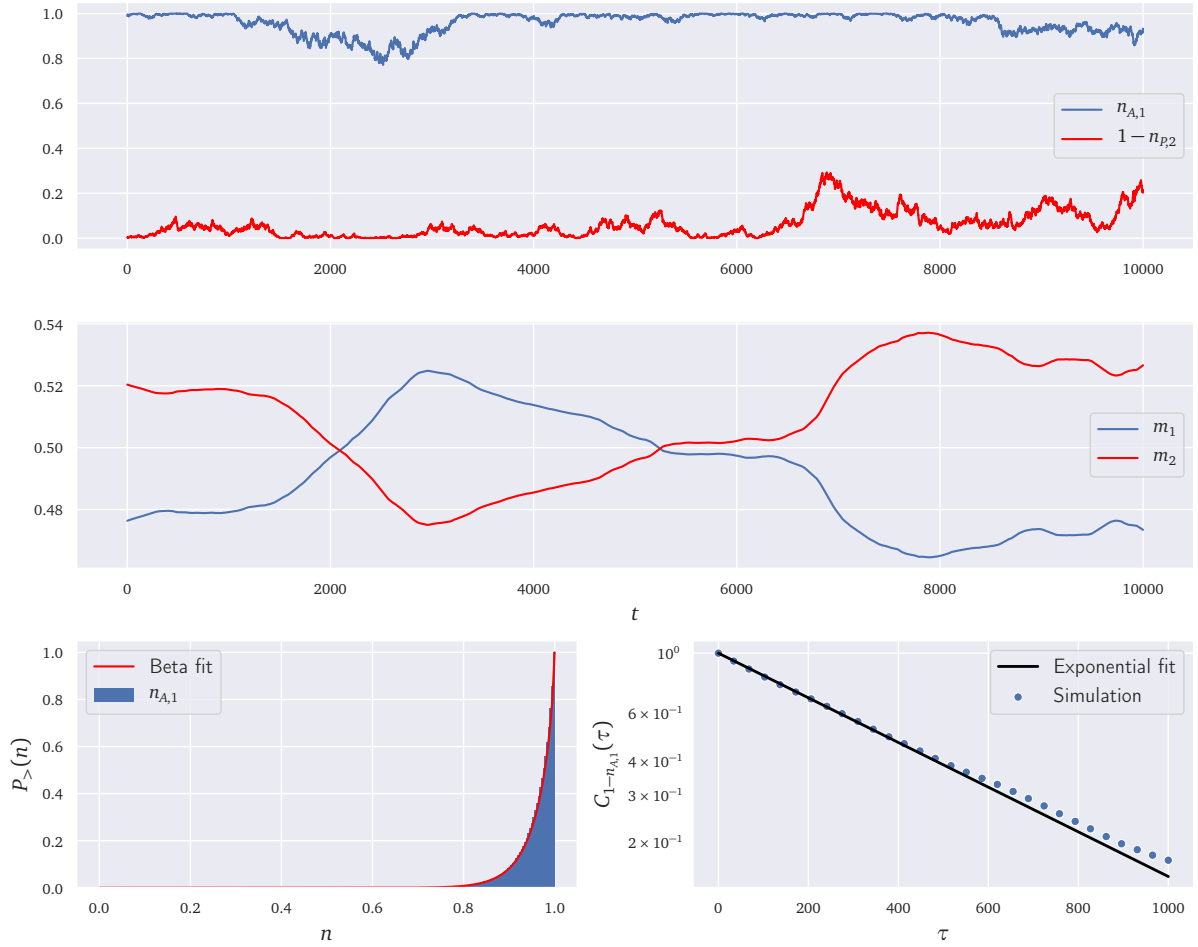 1.0
0.8
0.6
0.4
0.2
0.0
n_{A,1}
1 − n_{P,2}
0 2000 4000 6000 8000 10000
0.54
0.52
0.50
0.48
m_1
m_2
0 2000 4000 6000 8000 10000
t
P_>(n)
1.0
0.8
0.6
0.4
0.2
0.0
Beta fit
n_{A,1}
0.0 0.2 0.4 0.6 0.8 1.0
n
C_{1−n_{A,1}}(τ)
10^0
6 × 10^{−1}
4 × 10^{−1}
3 × 10^{−1}
2 × 10^{−1}
Exponential fit
Simulation
0 200 400 600 800 1000
τ